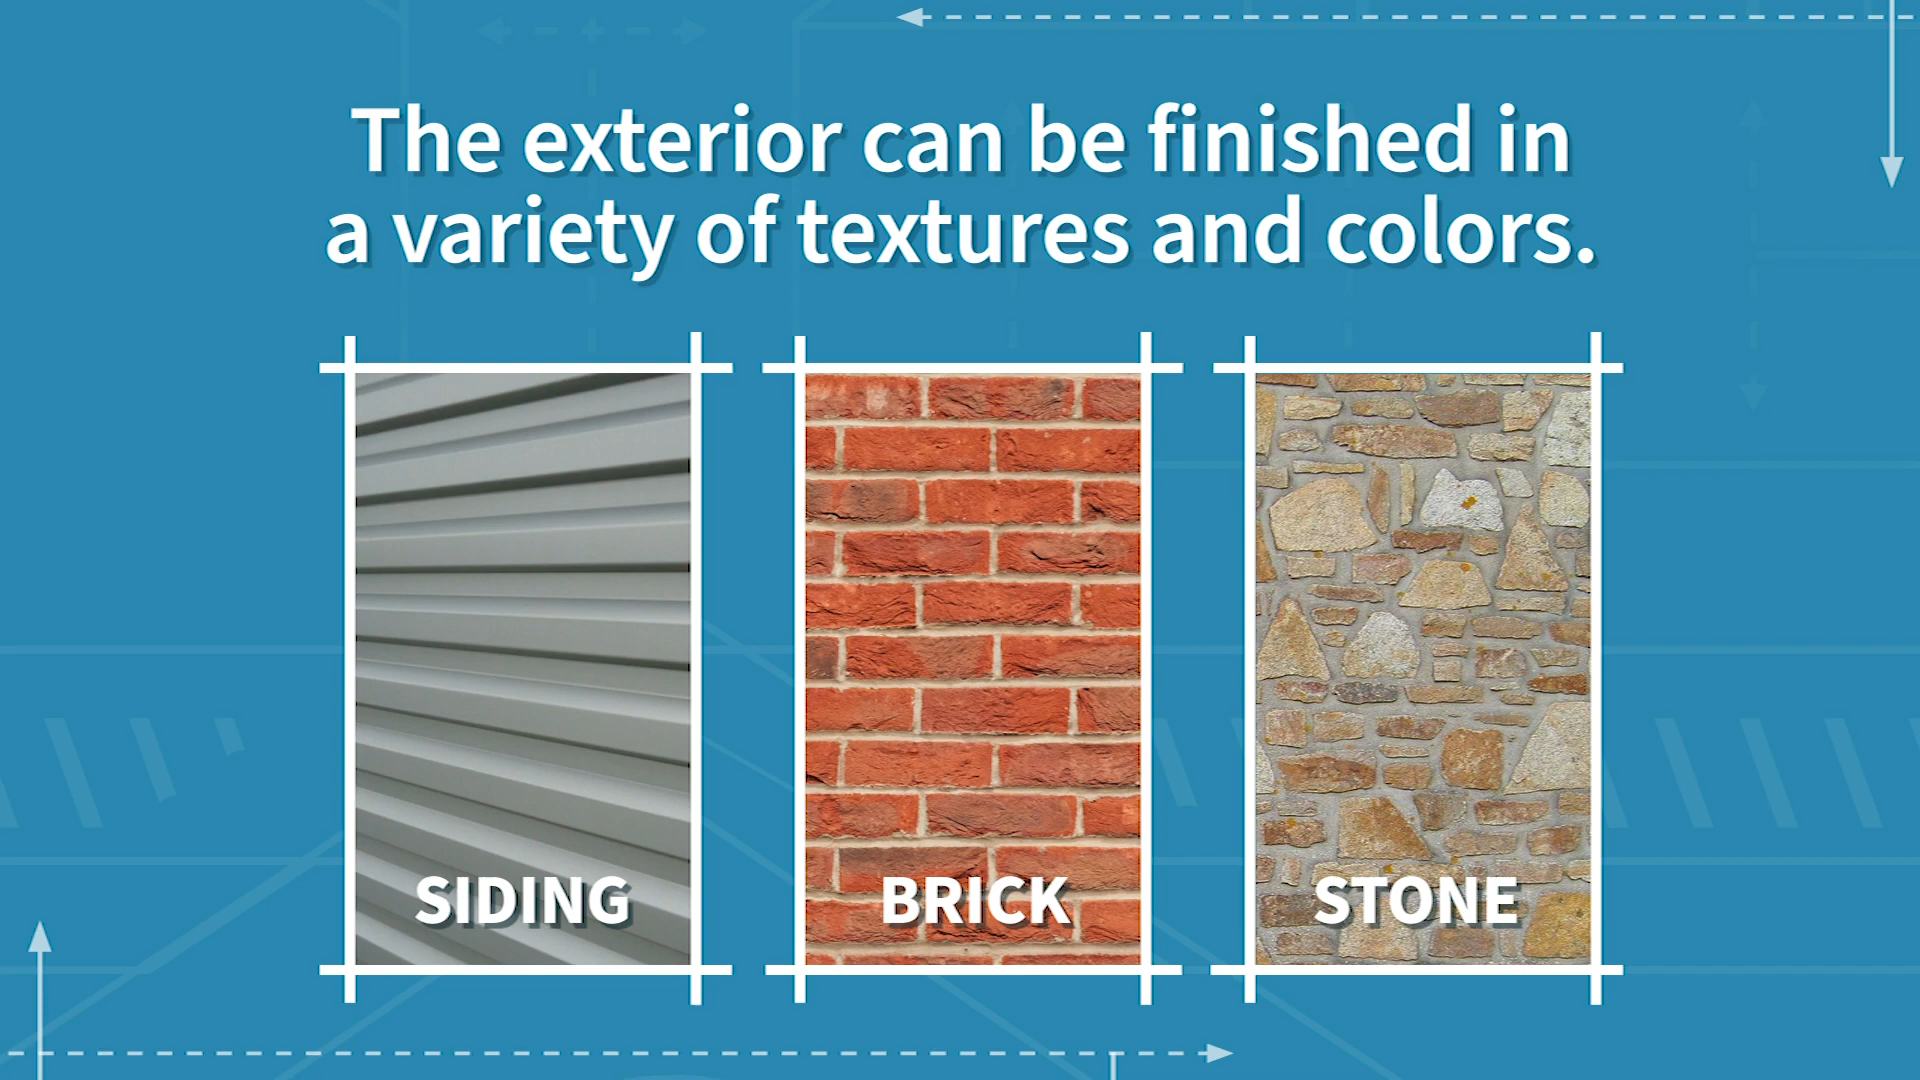 The exterior can be finished in
a variety of textures and colors.
SIDING
BRICK
STONE